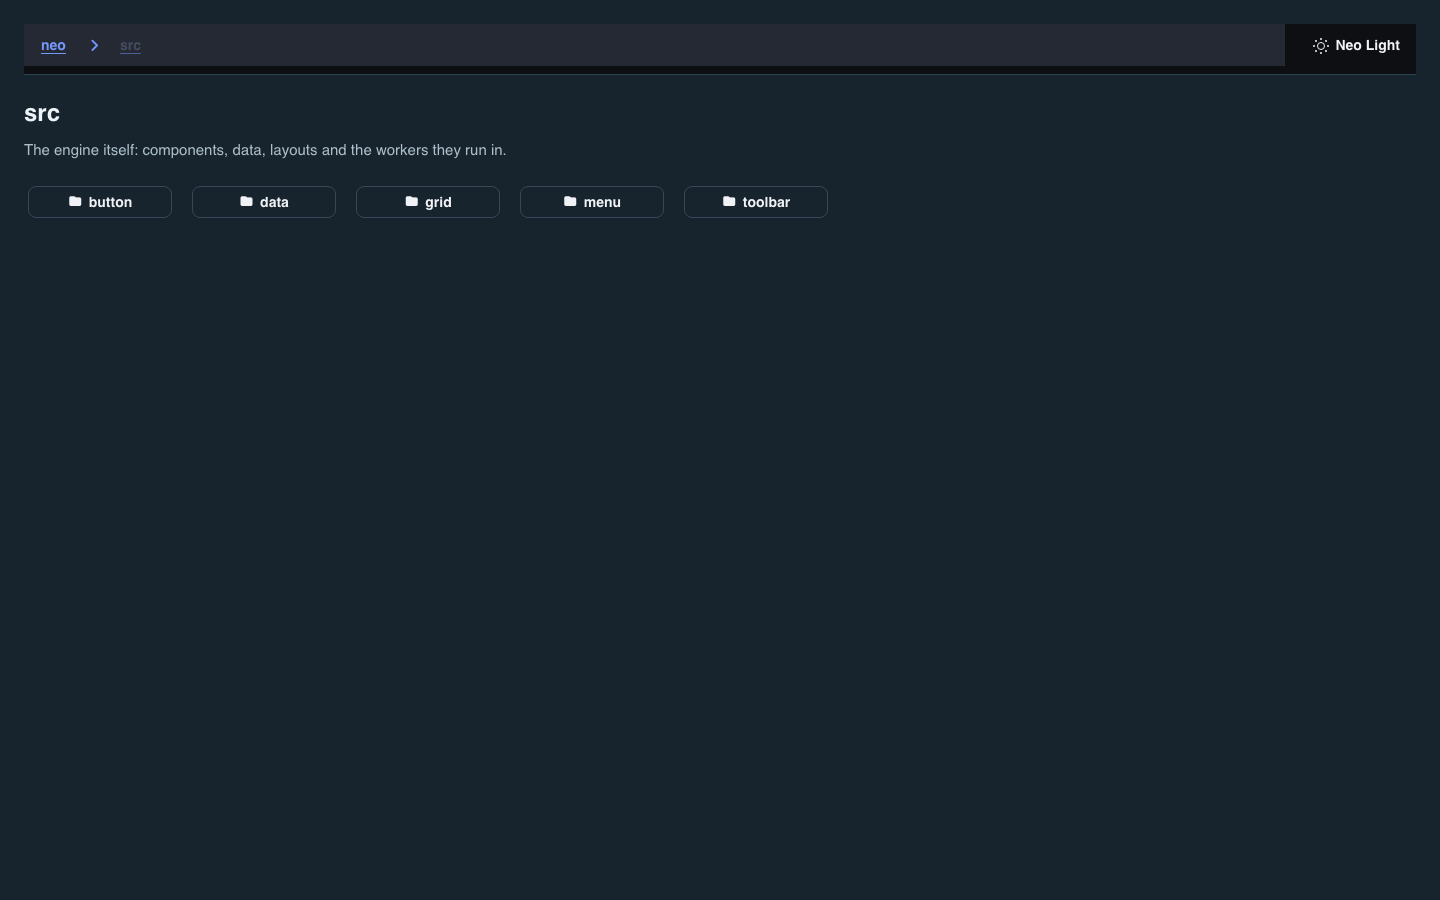 neo src Neo Light
src
The engine itself: components, data, layouts and the workers they run in.
button data grid menu toolbar